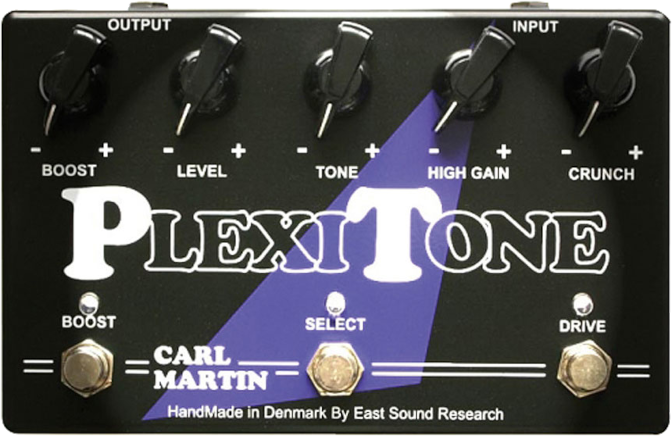 OUTPUT INPUT
- + - + - + - + - +
BOOST LEVEL TONE HIGH GAIN CRUNCH
PLEXITONE
BOOST SELECT DRIVE
CARL
MARTIN
HandMade in Denmark By East Sound Research